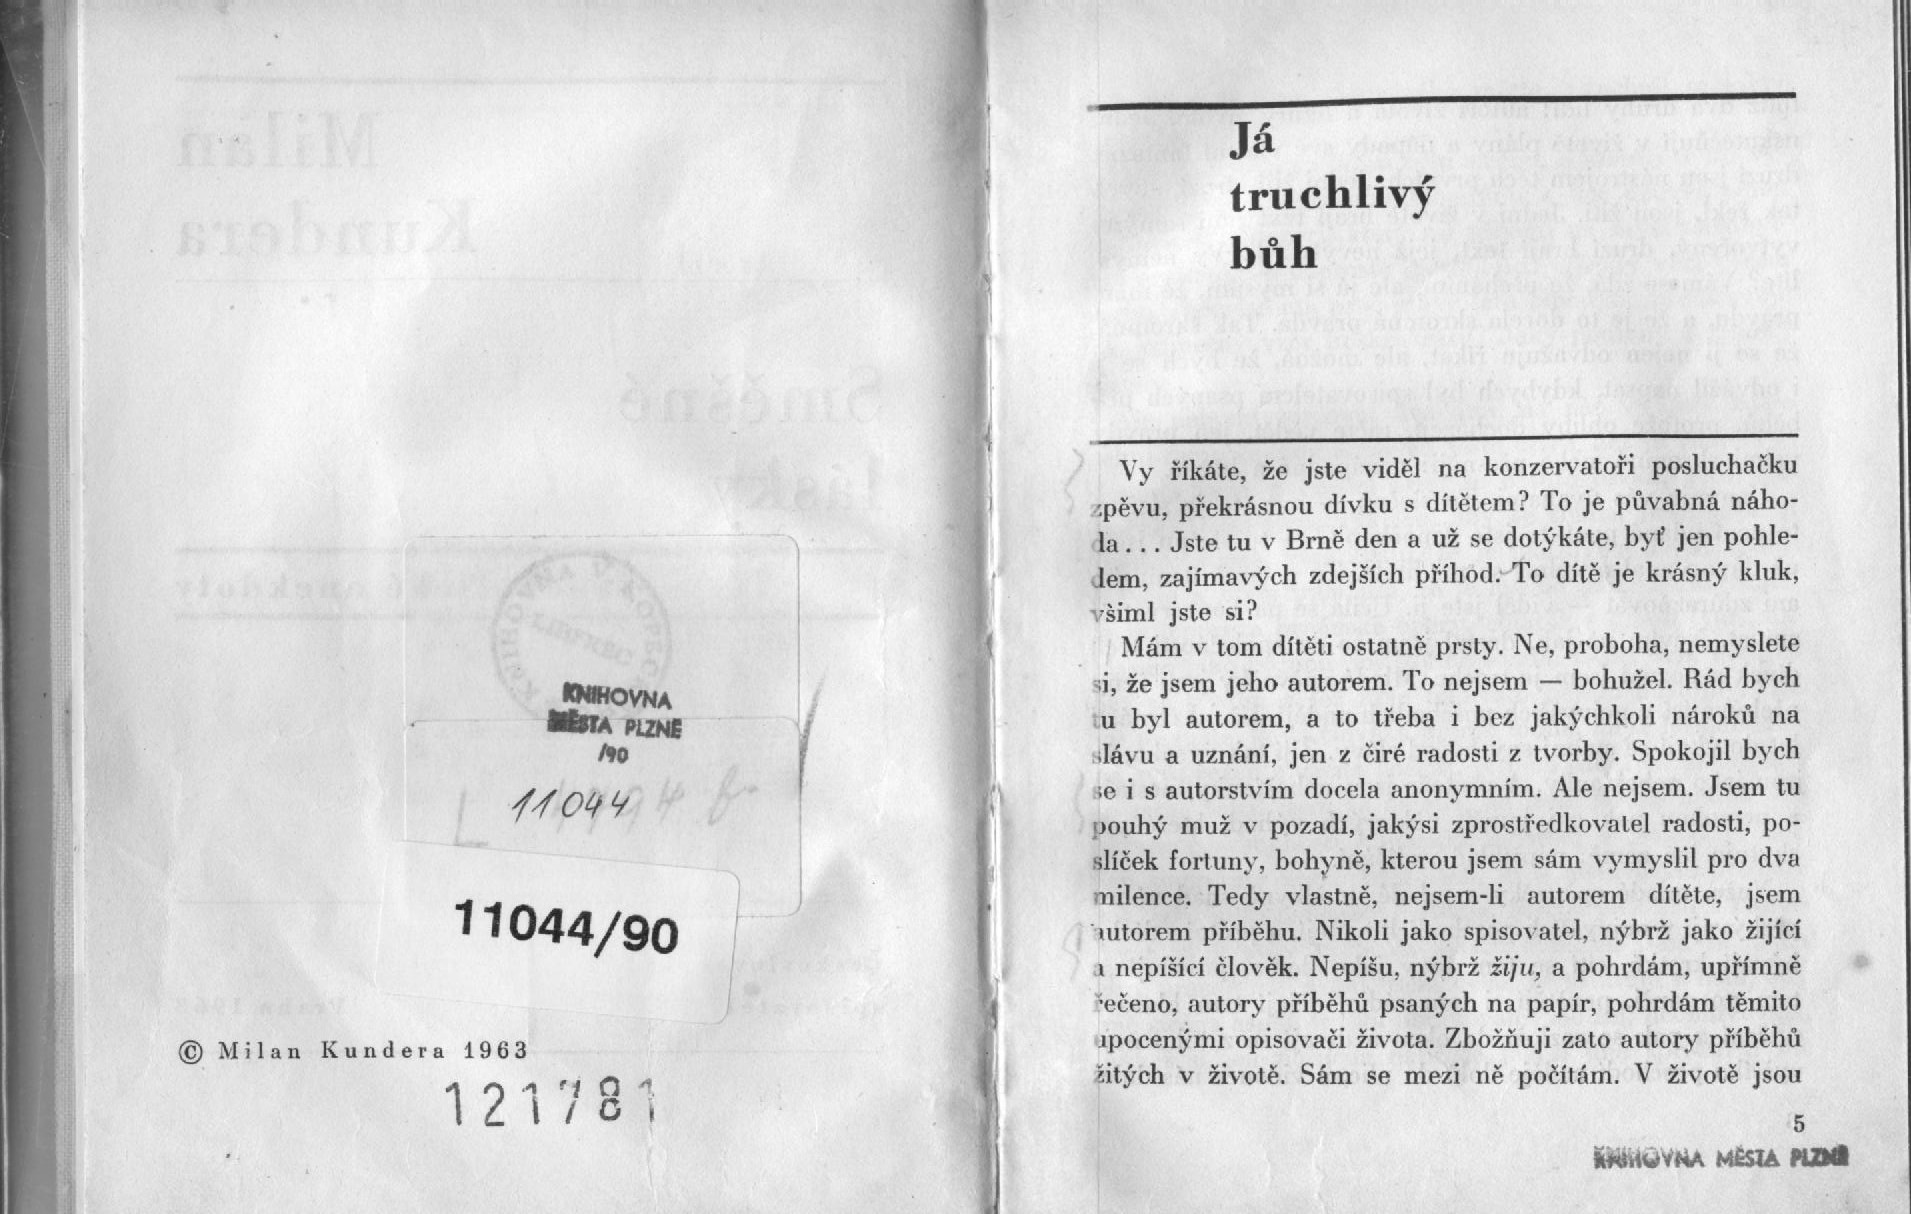 KNIHOVNA
MĚSTA PLZNĚ
/90
11044
11044/90
© Milan Kundera 1963
121781
Já
truchlivý
bůh
Vy říkáte, že jste viděl na konzervatoři posluchačku
zpěvu, překrásnou dívku s dítětem? To je půvabná náho-
da... Jste tu v Brně den a už se dotýkáte, byť jen pohle-
dem, zajímavých zdejších příhod. To dítě je krásný kluk,
všiml jste si?
Mám v tom dítěti ostatně prsty. Ne, proboha, nemyslete
si, že jsem jeho autorem. To nejsem — bohužel. Rád bych
tu byl autorem, a to třeba i bez jakýchkoli nároků na
slávu a uznání, jen z čiré radosti z tvorby. Spokojil bych
se i s autorstvím docela anonymním. Ale nejsem. Jsem tu
pouhý muž v pozadí, jakýsi zprostředkovatel radosti, po-
slíček fortuny, bohyně, kterou jsem sám vymyslil pro dva
milence. Tedy vlastně, nejsem-li autorem dítěte, jsem
autorem příběhu. Nikoli jako spisovatel, nýbrž jako žijící
a nepíšící člověk. Nepíšu, nýbrž žiju, a pohrdám, upřímně
řečeno, autory příběhů psaných na papír, pohrdám těmito
upocenými opisovači života. Zbožňuji zato autory příběhů
žitých v životě. Sám se mezi ně počítám. V životě jsou
5
KNIHOVNA MĚSTA PLZNĚ